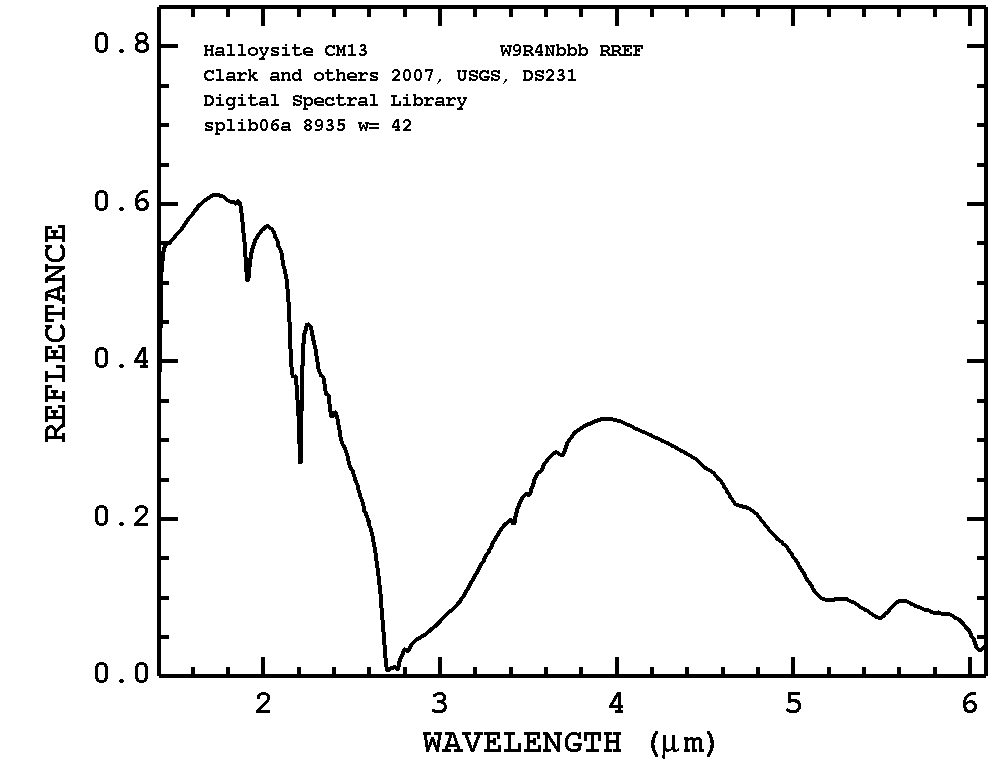 0.8
Halloysite CM13 W9R4Nbbb RREF
Clark and others 2007, USGS, DS231
Digital Spectral Library
splib06a 8935 w= 42
0.6
REFLECTANCE
0.4
0.2
0.0
2 3 4 5 6
WAVELENGTH (μm)